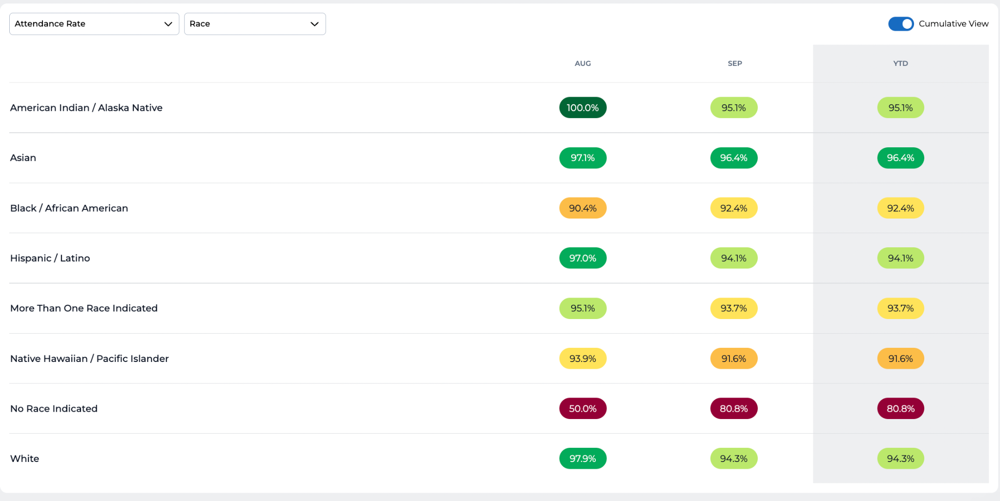 Attendance Rate Race Cumulative View
AUG SEP YTD
American Indian / Alaska Native 100.0% 95.1% 95.1%
Asian 97.1% 96.4% 96.4%
Black / African American 90.4% 92.4% 92.4%
Hispanic / Latino 97.0% 94.1% 94.1%
More Than One Race Indicated 95.1% 93.7% 93.7%
Native Hawaiian / Pacific Islander 93.9% 91.6% 91.6%
No Race Indicated 50.0% 80.8% 80.8%
White 97.9% 94.3% 94.3%